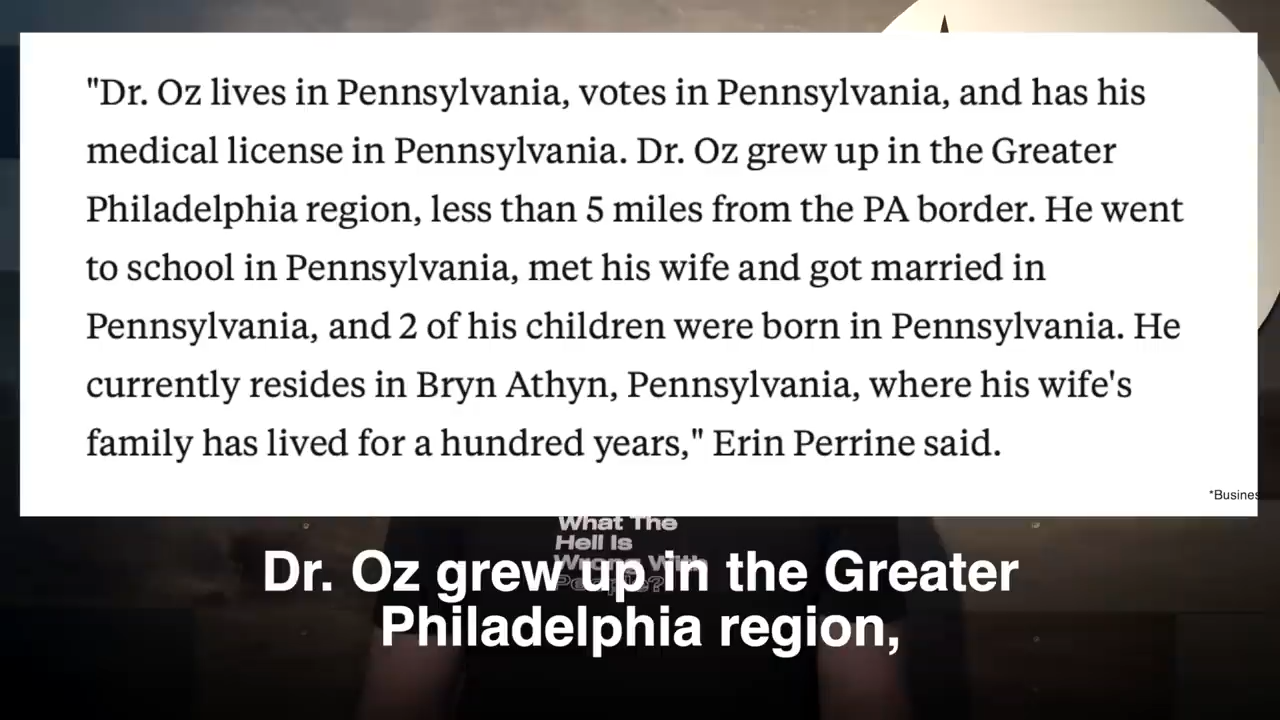 "Dr. Oz lives in Pennsylvania, votes in Pennsylvania, and has his
medical license in Pennsylvania. Dr. Oz grew up in the Greater
Philadelphia region, less than 5 miles from the PA border. He went
to school in Pennsylvania, met his wife and got married in
Pennsylvania, and 2 of his children were born in Pennsylvania. He
currently resides in Bryn Athyn, Pennsylvania, where his wife's
family has lived for a hundred years," Erin Perrine said.
*Busines
What The
Hell Is
Wrong With
People?
Dr. Oz grew up in the Greater
Philadelphia region,